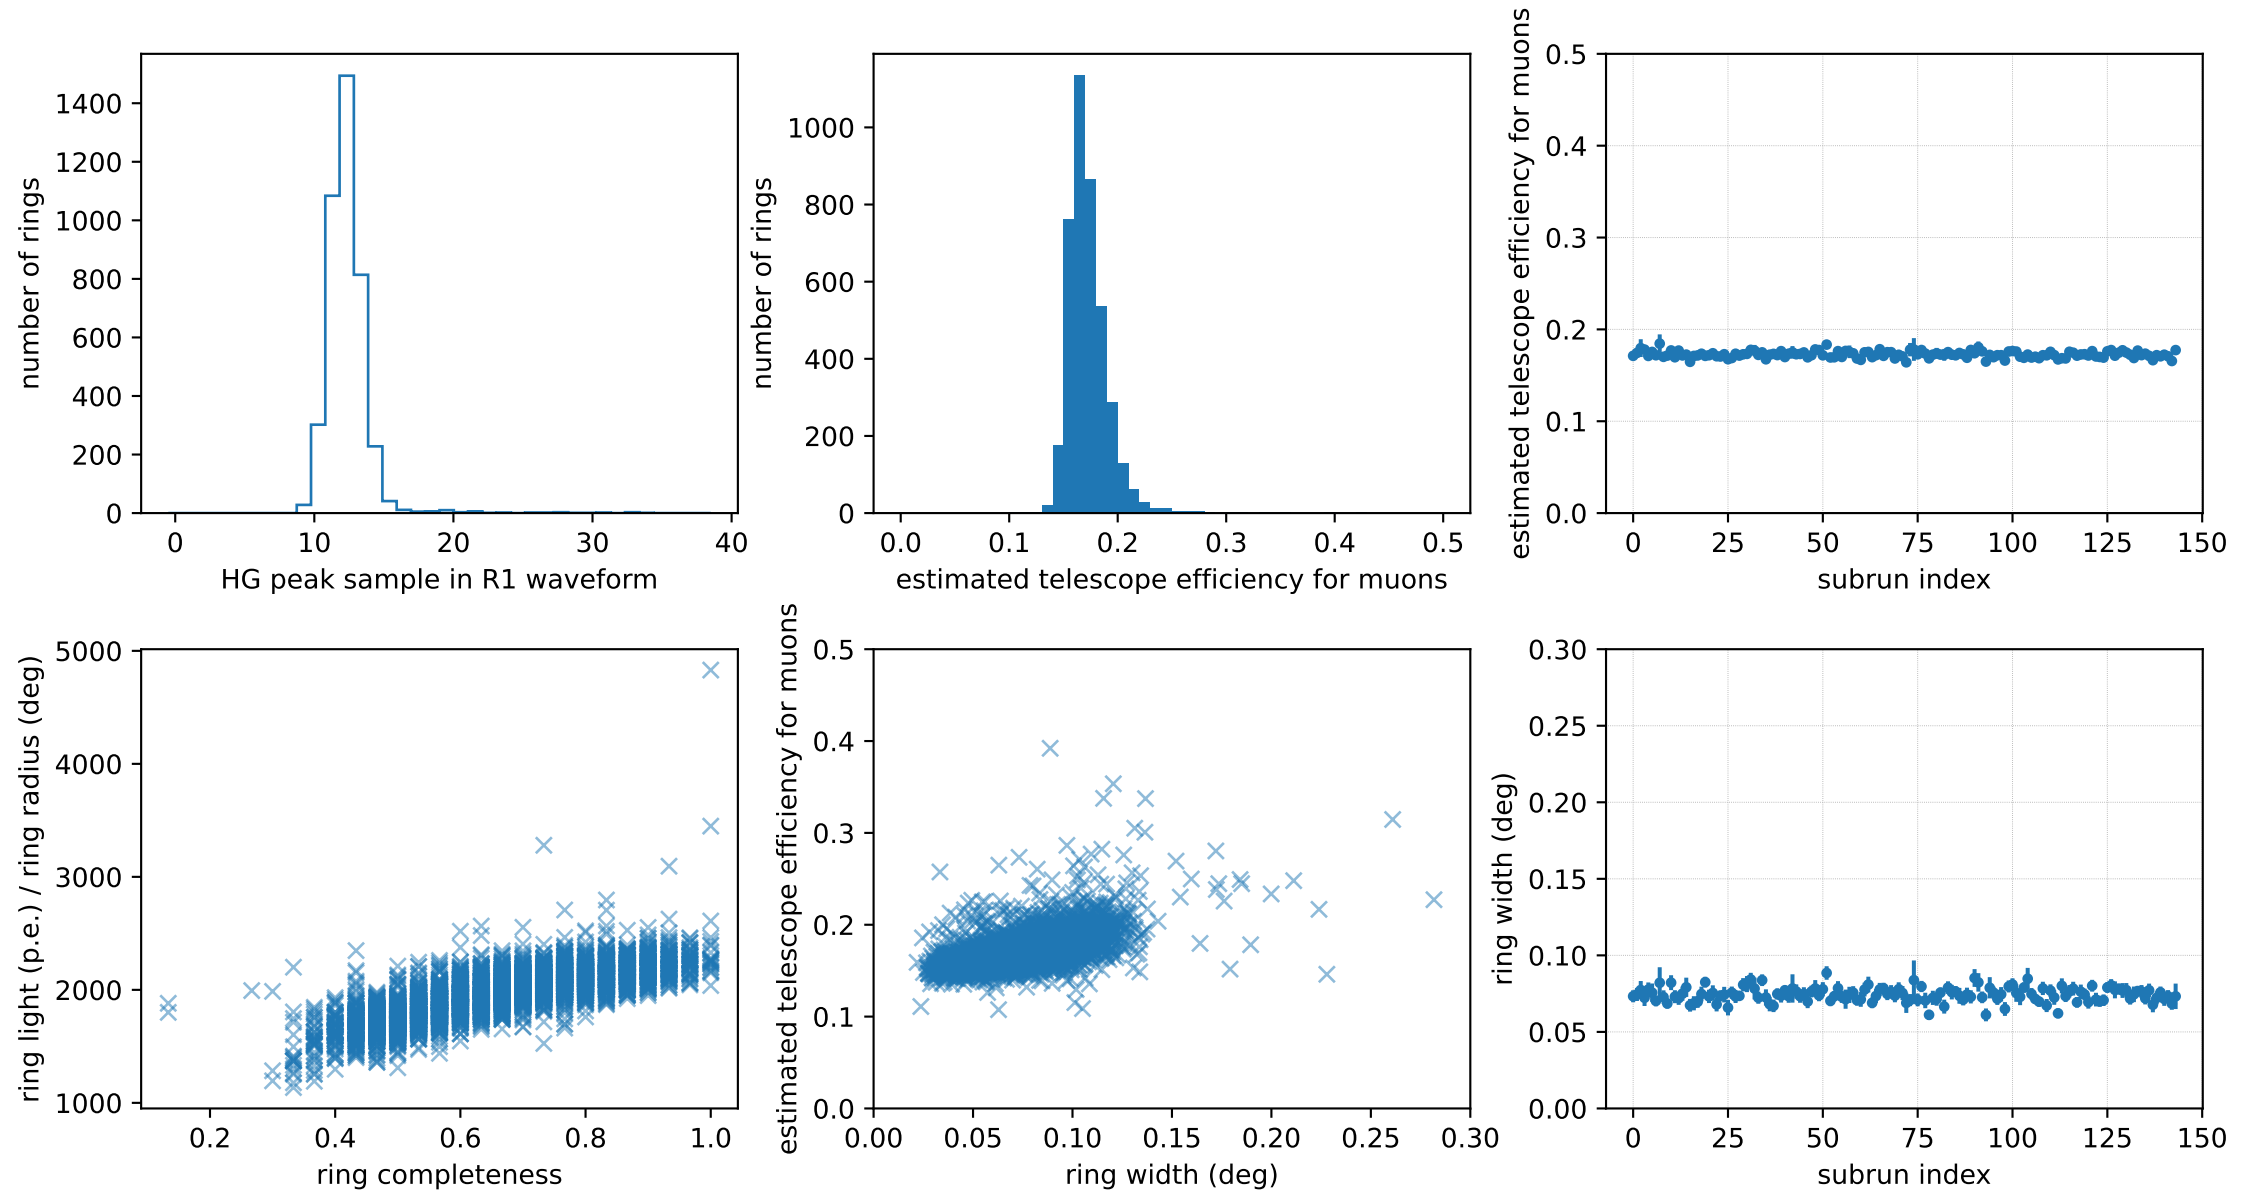 1400
1200
1000
800
600
400
200
0
number of rings
0 10 20 30 40
HG peak sample in R1 waveform
1000
800
600
400
200
0
number of rings
0.0 0.1 0.2 0.3 0.4 0.5
estimated telescope efficiency for muons
0.5
0.4
0.3
0.2
0.1
0.0
estimated telescope efficiency for muons
0 25 50 75 100 125 150
subrun index
5000
4000
3000
2000
1000
ring light (p.e.) / ring radius (deg)
0.2 0.4 0.6 0.8 1.0
ring completeness
0.5
0.4
0.3
0.2
0.1
0.0
estimated telescope efficiency for muons
0.00 0.05 0.10 0.15 0.20 0.25 0.30
ring width (deg)
0.30
0.25
0.20
0.15
0.10
0.05
0.00
ring width (deg)
0 25 50 75 100 125 150
subrun index